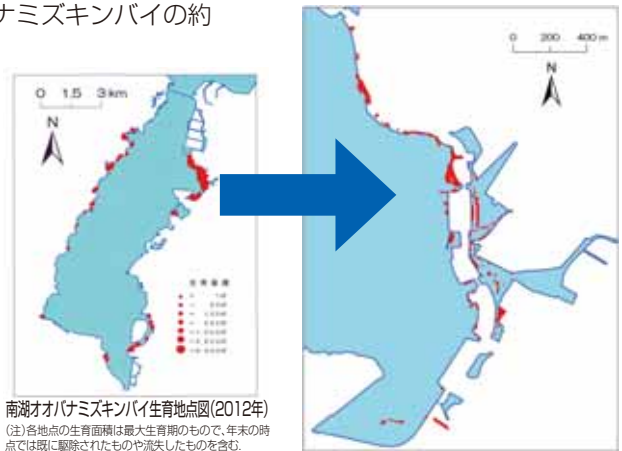 ナミズキンバイの約
0 1.5 3km
N
0 200 400 m
N
生育面積
南湖オオバナミズキンバイ生育地点図(2012年)
(注)各地点の生育面積は最大生育期のもので、年末の時
点では既に駆除されたものや流失したものを含む.